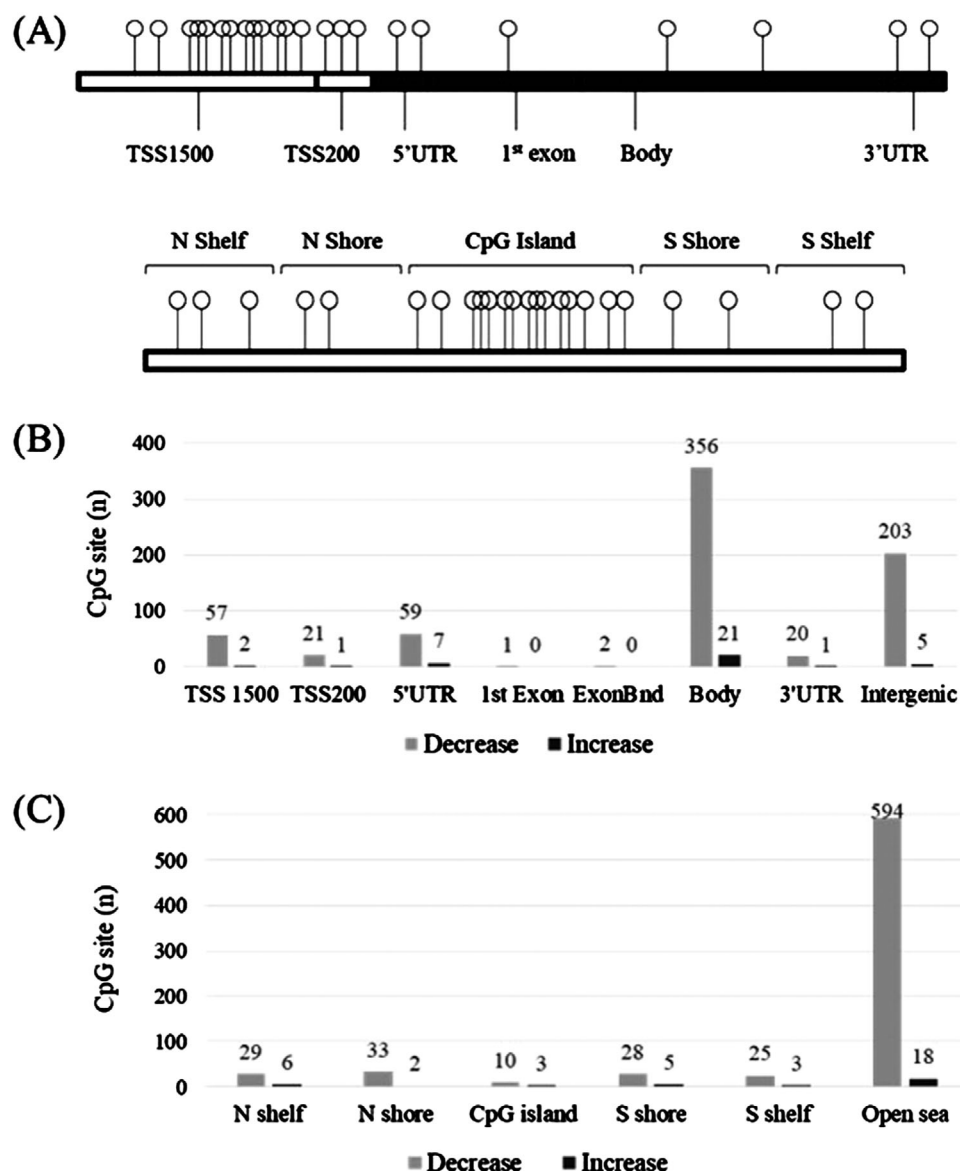 (A)
TSS1500 TSS200 5'UTR 1st exon Body 3'UTR
N Shelf N Shore CpG Island S Shore S Shelf
(B)
CpG site (n)
400
300
200
100
0
57 2 21 1 59 7 1 0 2 0 356 21 20 1 203 5
TSS 1500 TSS200 5'UTR 1st Exon ExonBnd Body 3'UTR Intergenic
Decrease Increase
(C)
CpG site (n)
600
500
400
300
200
100
0
29 6 33 2 10 3 28 5 25 3 594 18
N shelf N shore CpG island S shore S shelf Open sea
Decrease Increase